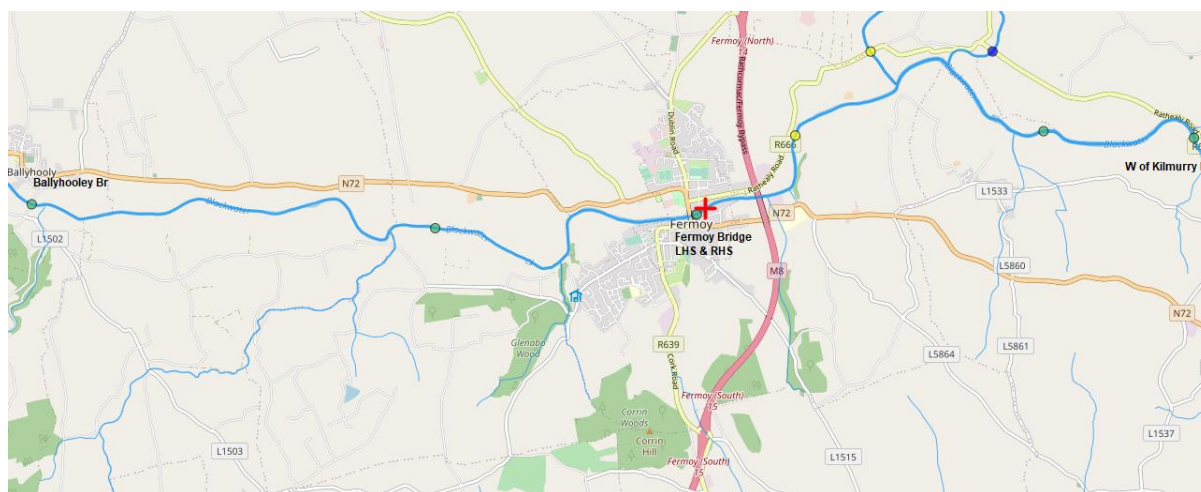 Fermoy (North)
14
Rathcormac/Fermoy Bypass
Dublin Road
Blackwater
R666
Rathealy Road
Rathealy Road
Blackwater
W of Kilmurry
Ballyhooly
Ballyhooley Br
N72
L1533
L1502
Blackwater
Blackwater
Fermoy
N72
Fermoy Bridge
LHS & RHS
L5860
M8
N72
Glenabo
Wood
R639
Cork Road
L5864
L5861
Fermoy (South)
15
Corrin
Woods
Corrin
Hill
L1503
Fermoy (South)
15
L1515
L1537